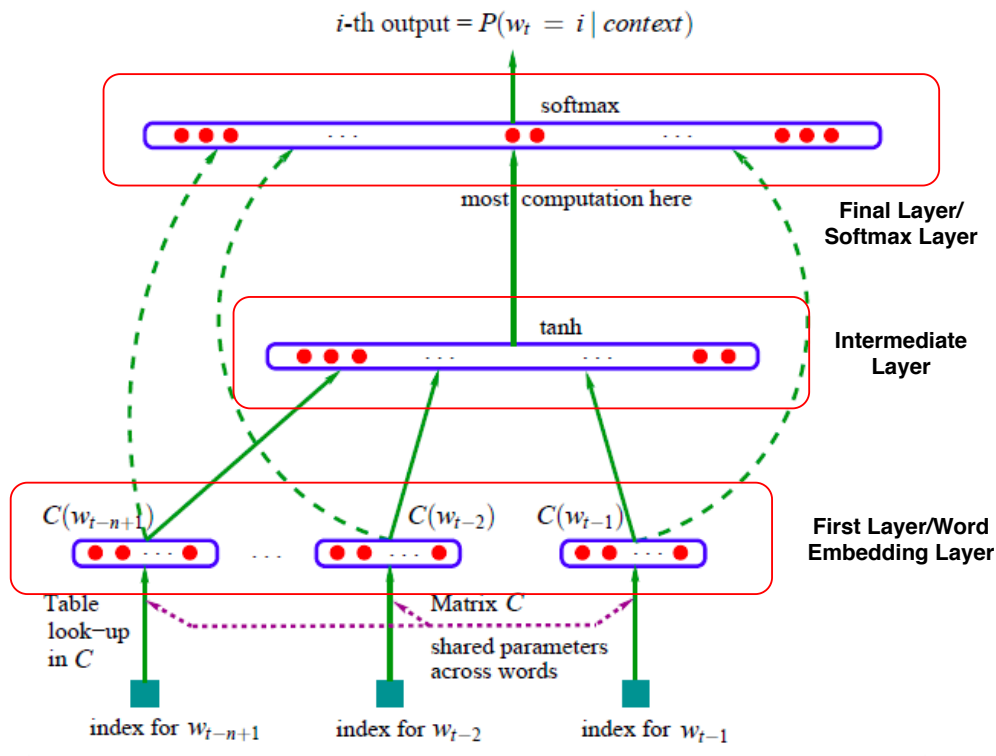 i-th output = P(w_t = i | context)
softmax
. . .
. . .
most computation here
Final Layer/
Softmax Layer
tanh
. . .
. . .
Intermediate
Layer
C(w_{t−n+1})
C(w_{t−2})
C(w_{t−1})
First Layer/Word
Embedding Layer
. . .
. . .
. . .
. . .
Table
look−up
in C
Matrix C
shared parameters
across words
index for w_{t−n+1}
index for w_{t−2}
index for w_{t−1}